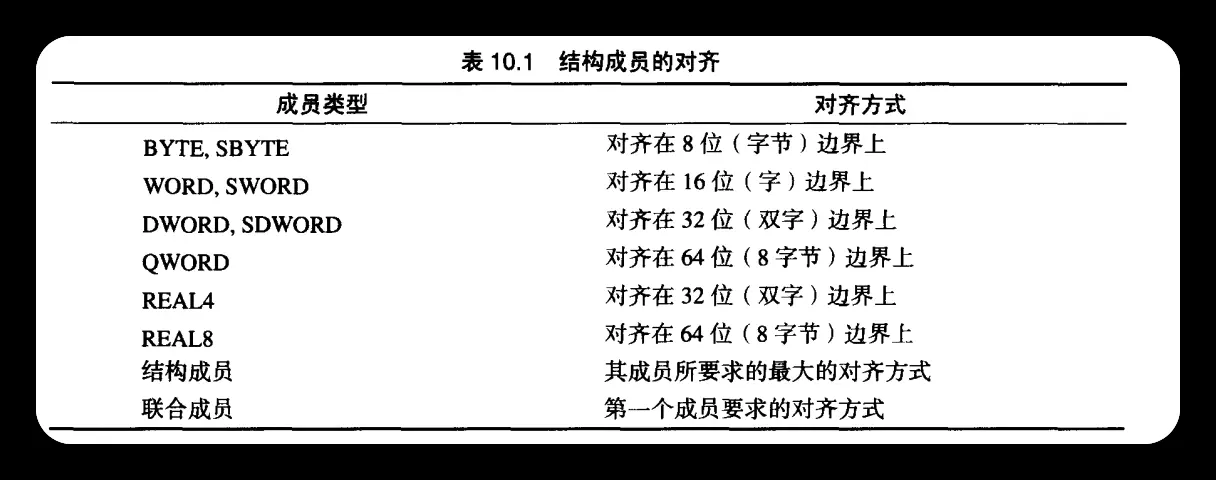 表 10.1 结构成员的对齐
成员类型 对齐方式
BYTE, SBYTE 对齐在 8 位（字节）边界上
WORD, SWORD 对齐在 16 位（字）边界上
DWORD, SDWORD 对齐在 32 位（双字）边界上
QWORD 对齐在 64 位（8 字节）边界上
REAL4 对齐在 32 位（双字）边界上
REAL8 对齐在 64 位（8 字节）边界上
结构成员 其成员所要求的最大的对齐方式
联合成员 第一个成员要求的对齐方式